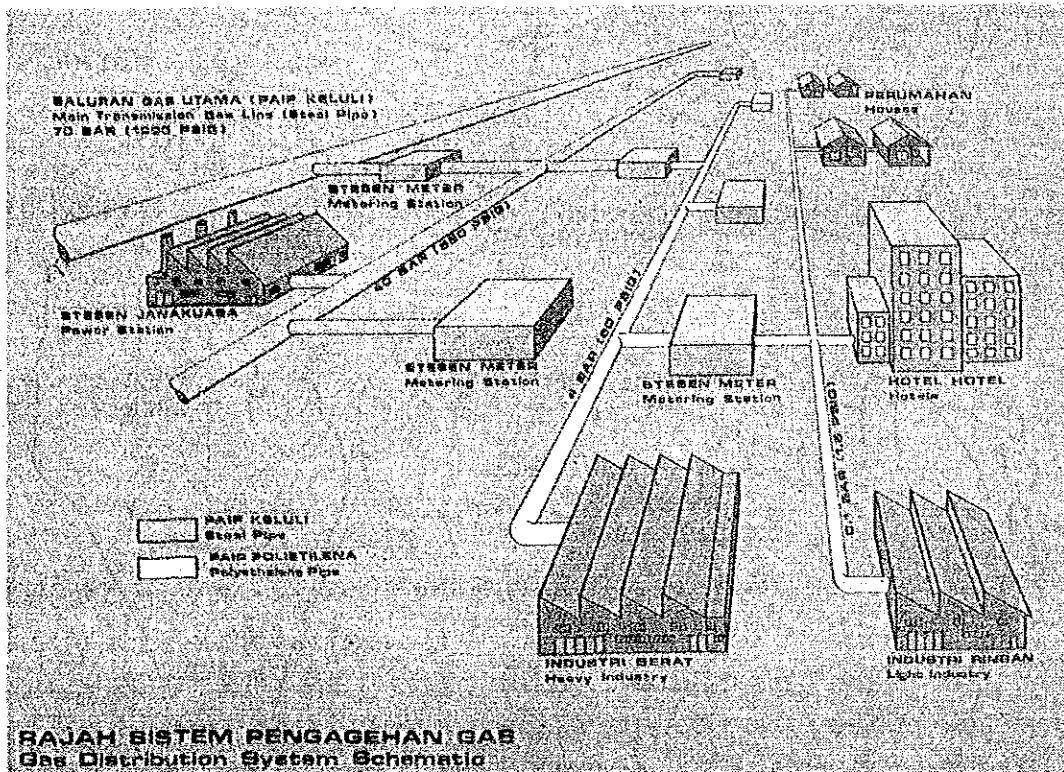 SALURAN GAS UTAMA (PAIP KELULI)
Main Transmission Gas Line (Steel Pipe)
70 BAR (1000 PSIG)
PERUMAHAN
Houses
STESEN METER
Metering Station
STESEN JANAKUASA
Power Station
STESEN METER
Metering Station
STESEN METER
Metering Station
HOTEL HOTEL
Hotels
4 BAR (60 PSIG)
PAIP KELULI
Steel Pipe
PAIP POLIETILENA
Polyethelene Pipe
INDUSTRI BERAT
Heavy Industry
INDUSTRI RINGAN
Light Industry
RAJAH SISTEM PENGAGEHAN GAS
Gas Distribution System Schematic